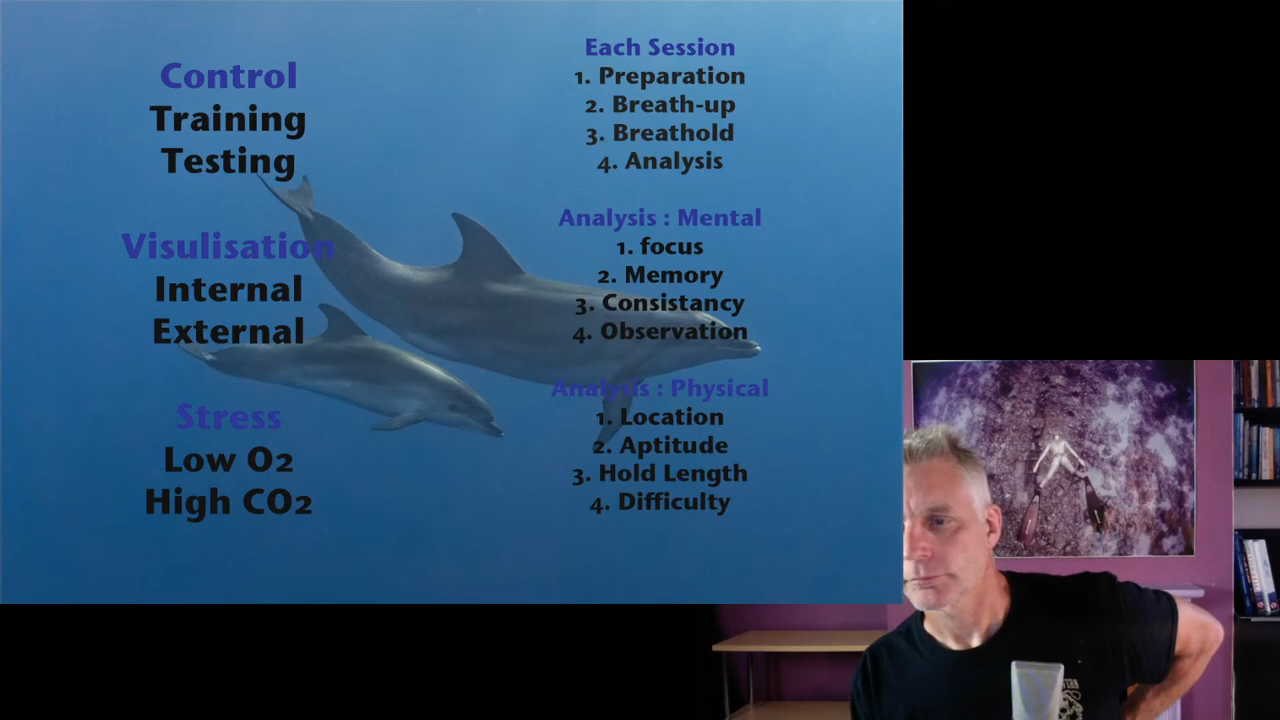 Control
Training
Testing
Visulisation
Internal
External
Stress
Low O2
High CO2
Each Session
1. Preparation
2. Breath-up
3. Breathold
4. Analysis
Analysis : Mental
1. focus
2. Memory
3. Consistancy
4. Observation
Analysis : Physical
1. Location
2. Aptitude
3. Hold Length
4. Difficulty